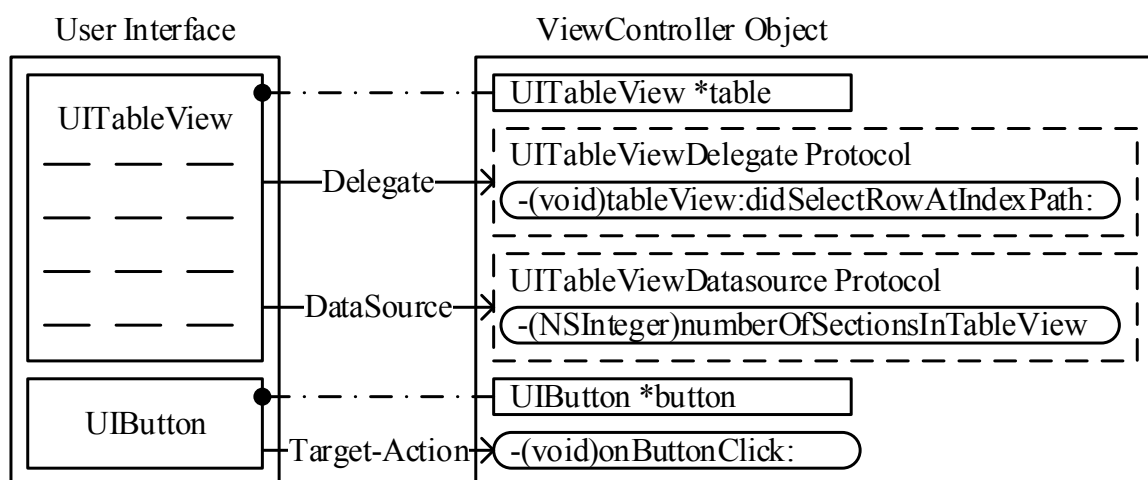 User Interface
ViewController Object
UITableView
UITableView *table
Delegate
UITableViewDelegate Protocol
-(void)tableView:didSelectRowAtIndexPath:
DataSource
UITableViewDatasource Protocol
-(NSInteger)numberOfSectionsInTableView
UIButton
UIButton *button
Target-Action
-(void)onButtonClick: